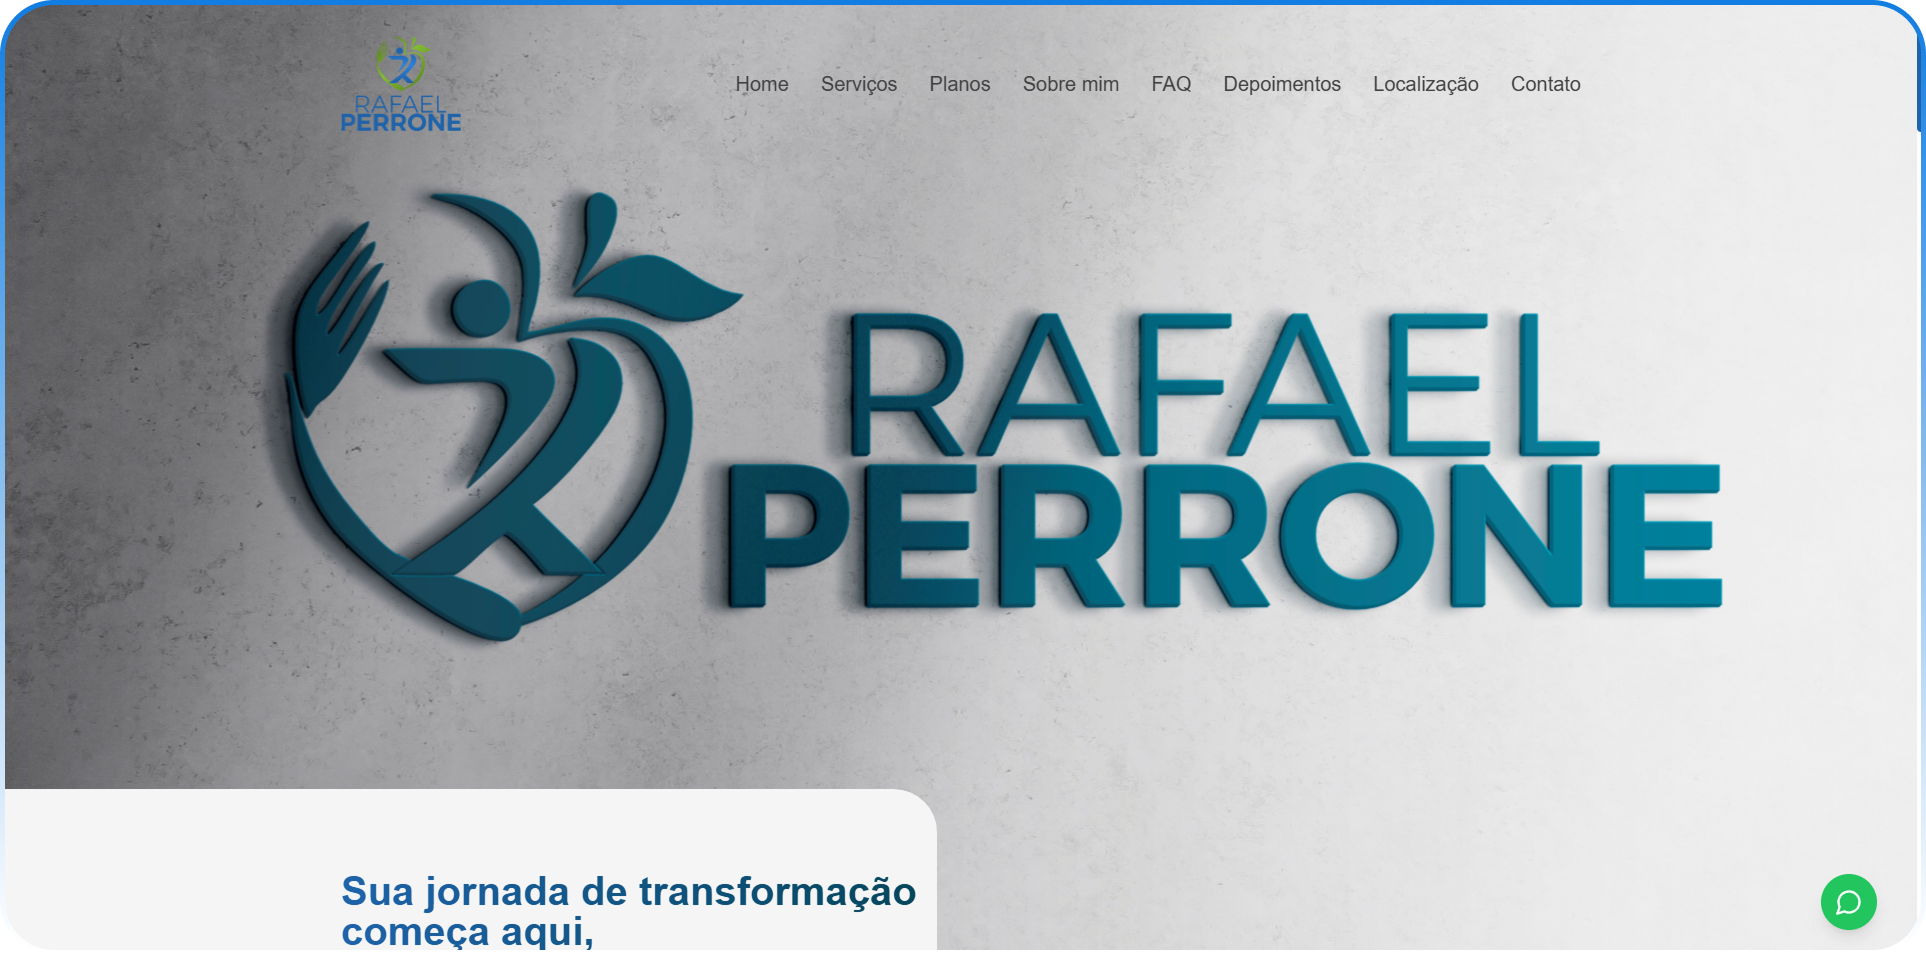 RAFAEL
PERRONE
Home Serviços Planos Sobre mim FAQ Depoimentos Localização Contato
RAFAEL
PERRONE
Sua jornada de transformação
começa aqui,